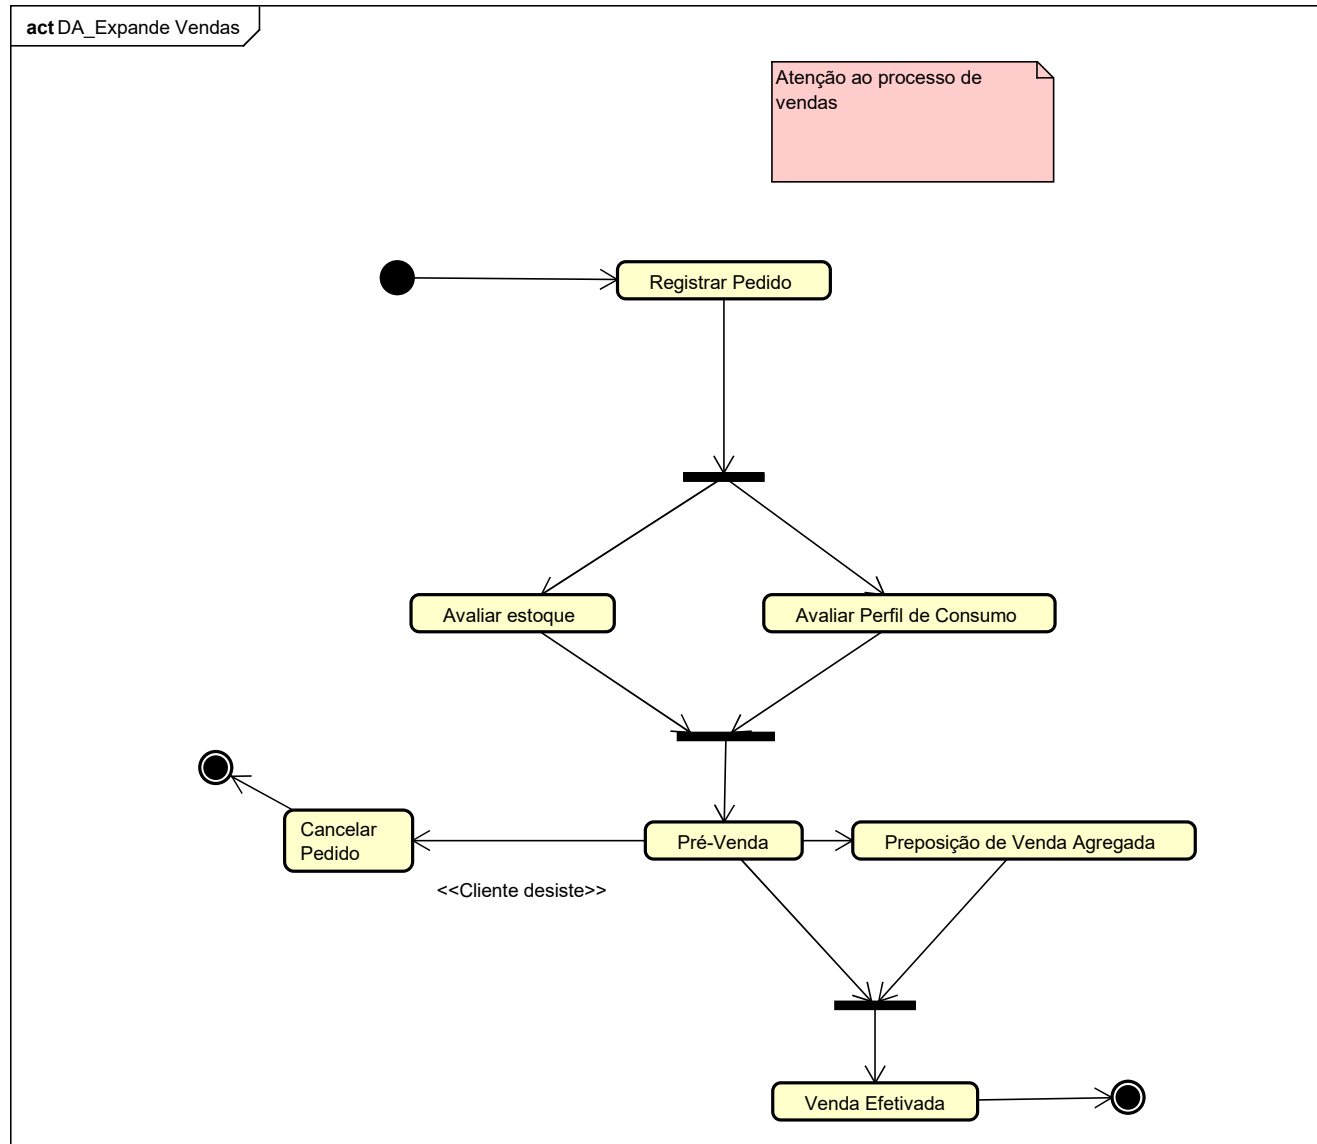 act DA_Expande Vendas
Atenção ao processo de
vendas
Registrar Pedido
Avaliar estoque
Avaliar Perfil de Consumo
Cancelar
Pedido
Pré-Venda
Preposição de Venda Agregada
<<Cliente desiste>>
Venda Efetivada